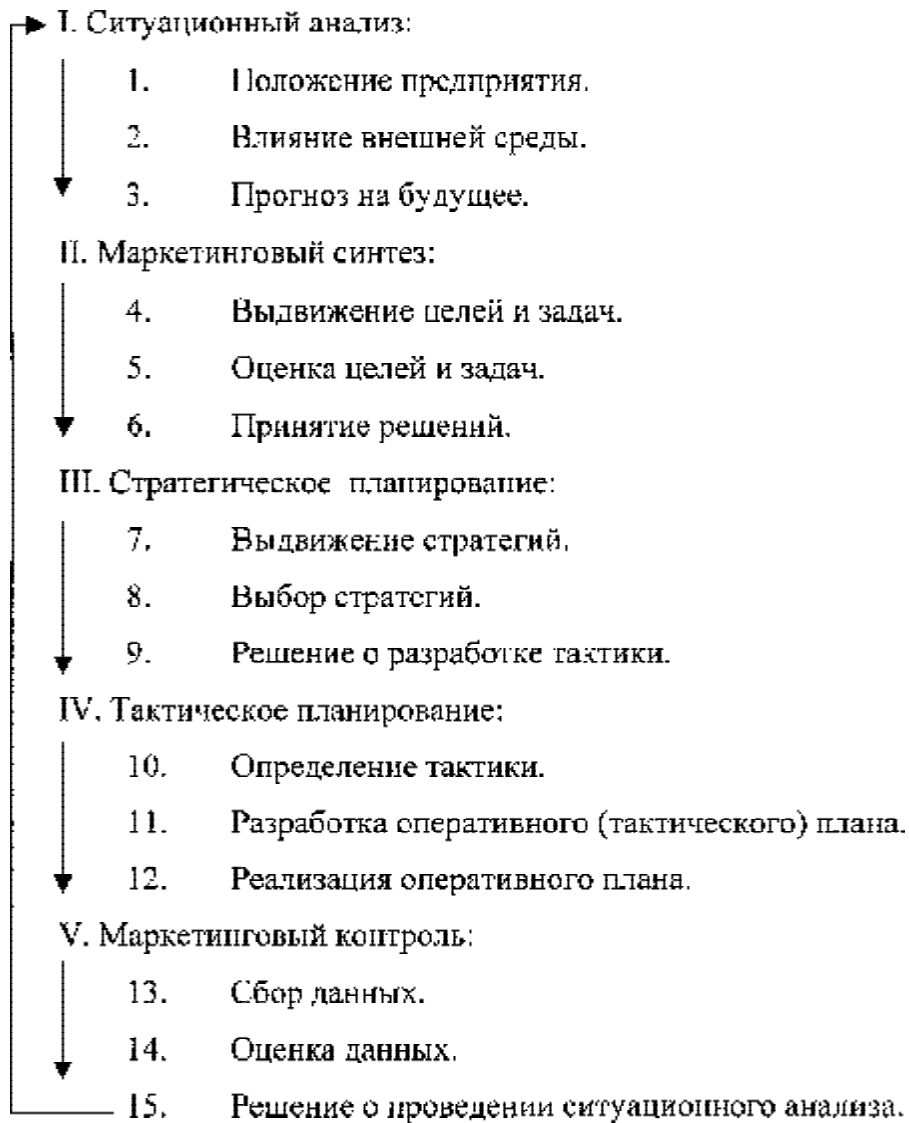 I. Ситуационный анализ:
1. Положение предприятия.
2. Влияние внешней среды.
3. Прогноз на будущее.
II. Маркетинговый синтез:
4. Выдвижение целей и задач.
5. Оценка целей и задач.
6. Принятие решений.
III. Стратегическое планирование:
7. Выдвижение стратегий.
8. Выбор стратегий.
9. Решение о разработке тактики.
IV. Тактическое планирование:
10. Определение тактики.
11. Разработка оперативного (тактического) плана.
12. Реализация оперативного плана.
V. Маркетинговый контроль:
13. Сбор данных.
14. Оценка данных.
15. Решение о проведении ситуационного анализа.